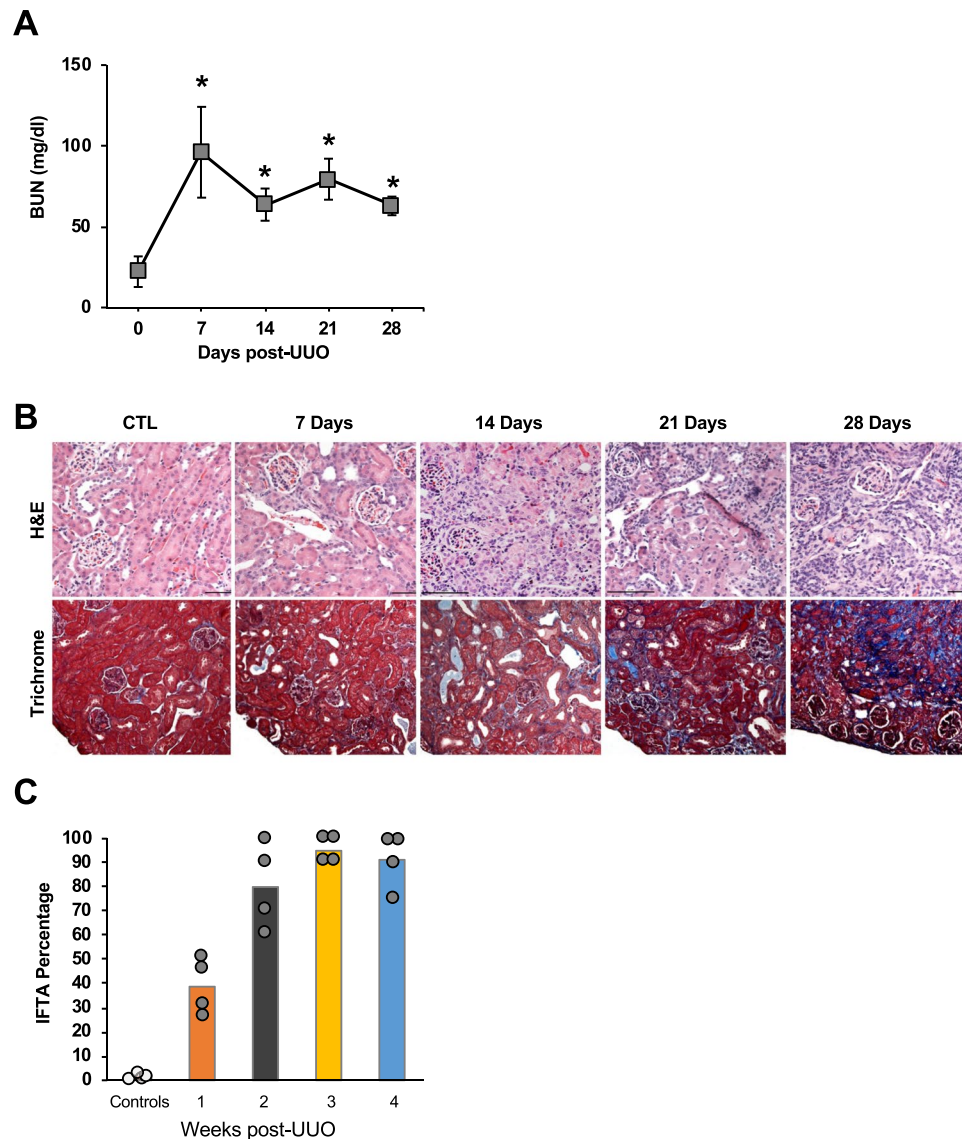 A
150
100
50
0
BUN (mg/dl)
* * * *
0 7 14 21 28
Days post-UUO
B
CTL 7 Days 14 Days 21 Days 28 Days
H&E
Trichrome
C
100
90
80
70
60
50
40
30
20
10
0
IFTA Percentage
Controls 1 2 3 4
Weeks post-UUO